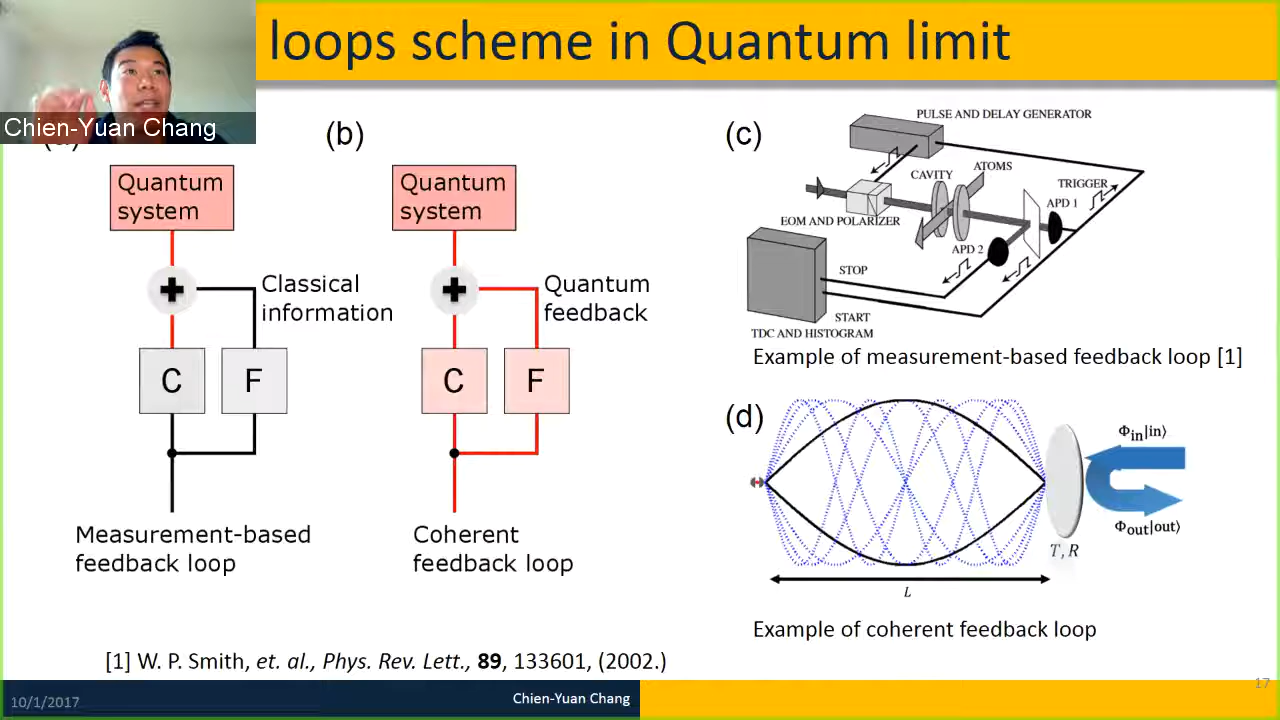 loops scheme in Quantum limit
Chien-Yuan Chang
(b)
Quantum
system
Classical
information
C
F
Measurement-based
feedback loop
Quantum
system
Quantum
feedback
C
F
Coherent
feedback loop
(c)
PULSE AND DELAY GENERATOR
ATOMS
CAVITY
TRIGGER
APD 1
EOM AND POLARIZER
APD 2
STOP
START
TDC AND HISTOGRAM
Example of measurement-based feedback loop [1]
(d)
Φin|in⟩
Φout|out⟩
T, R
L
Example of coherent feedback loop
[1] W. P. Smith, et. al., Phys. Rev. Lett., 89, 133601, (2002.)
10/1/2017
Chien-Yuan Chang
17